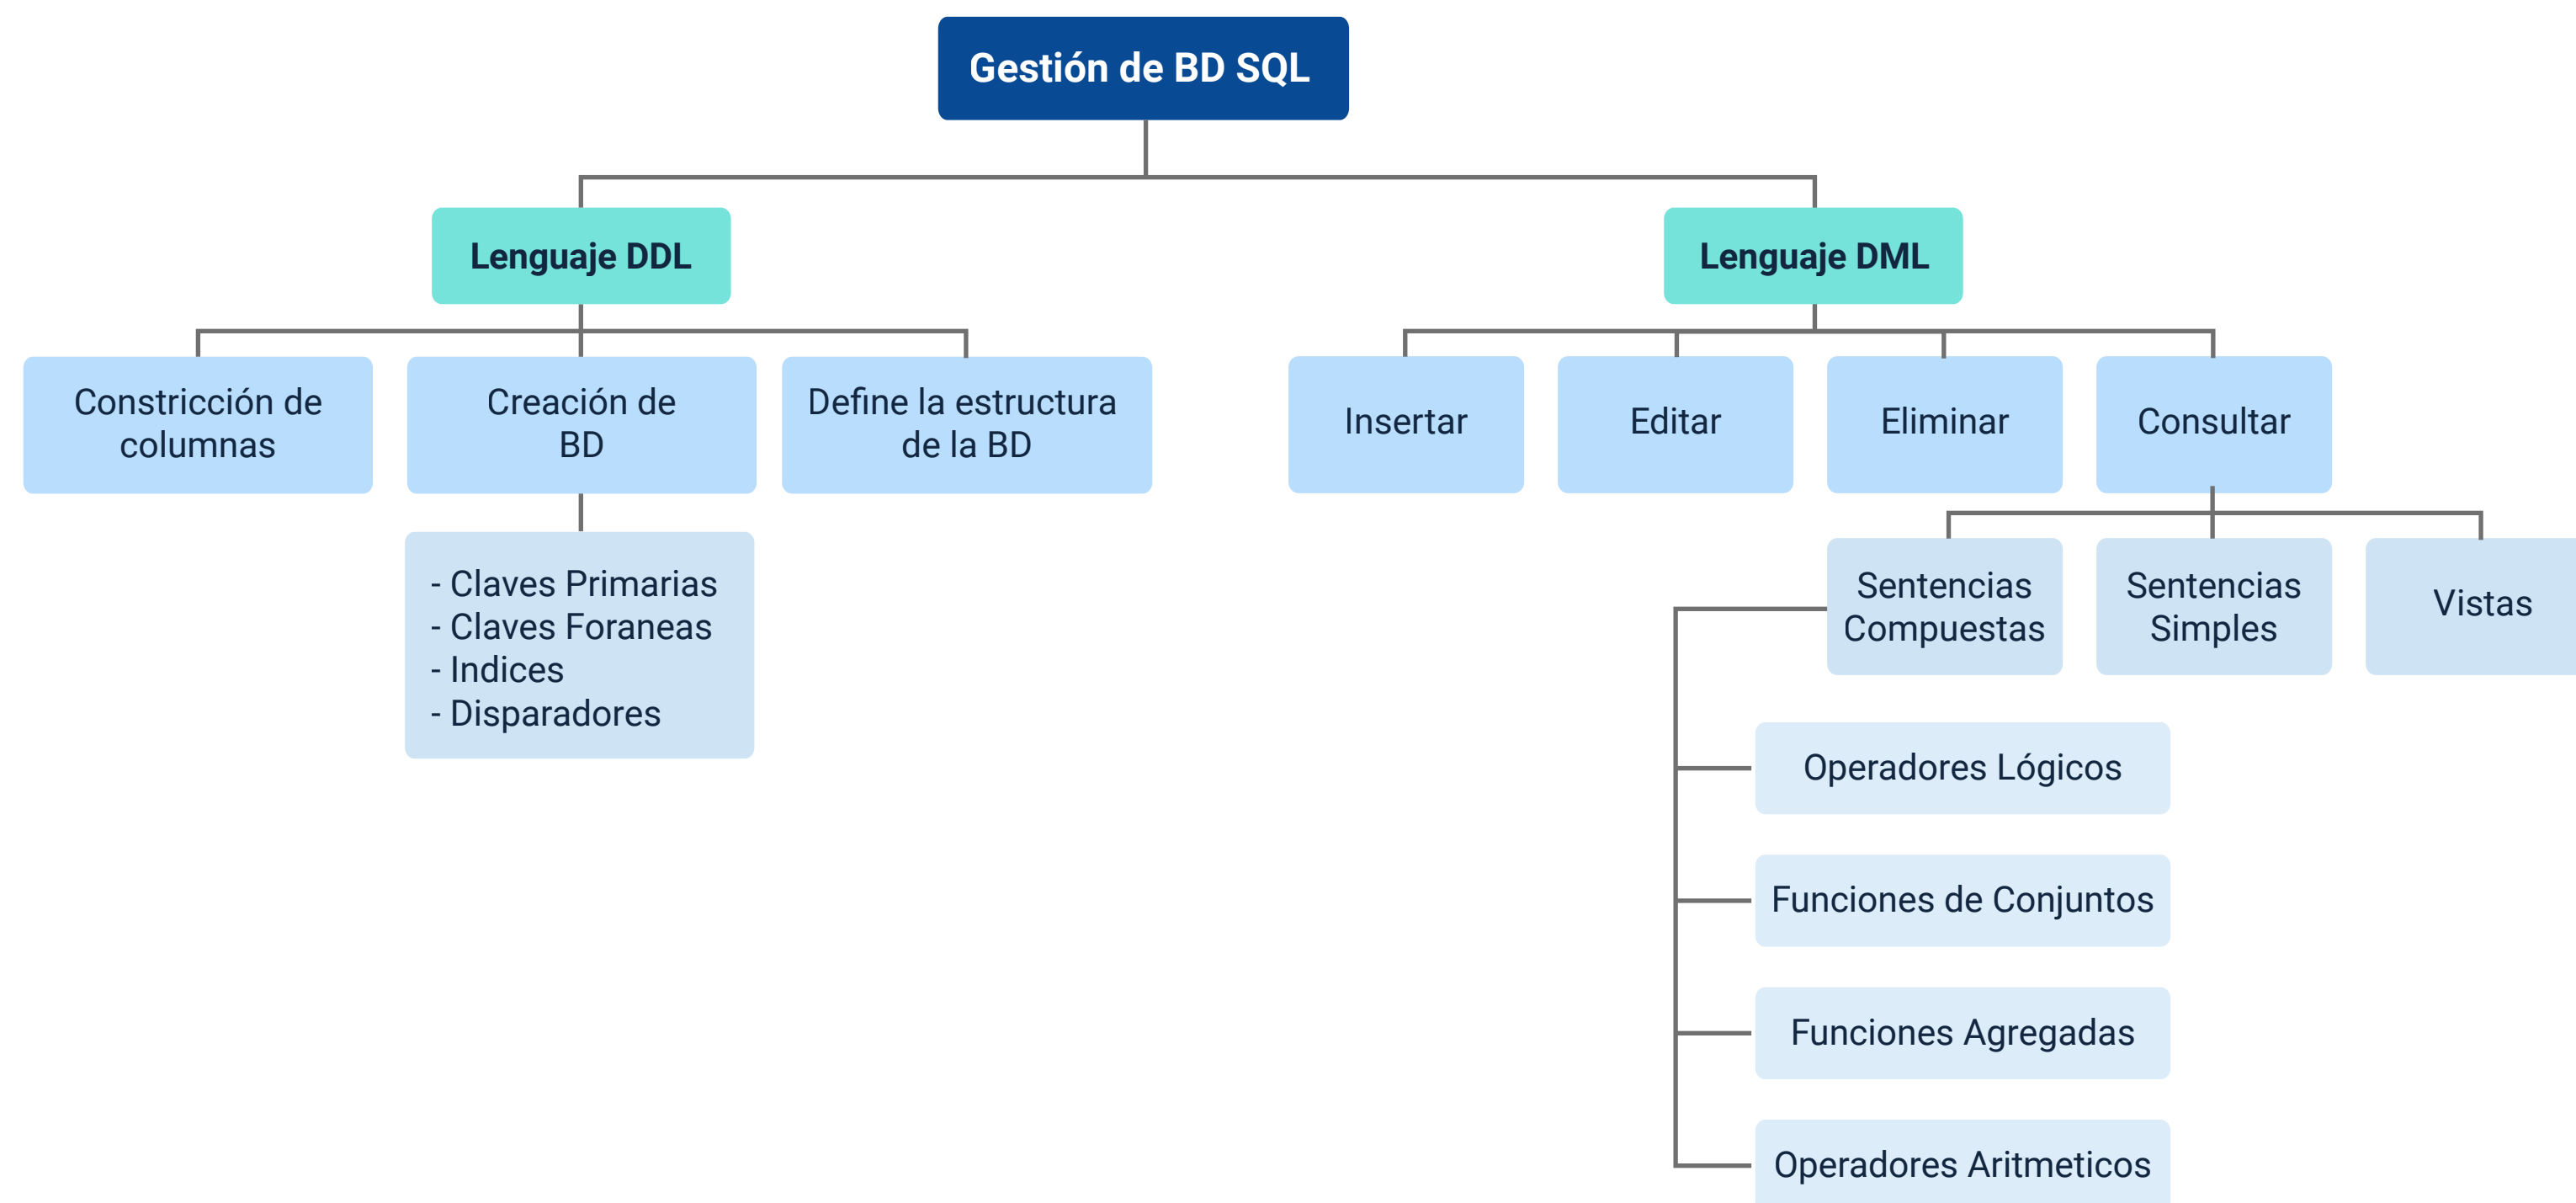 Gestión de BD SQL
Lenguaje DDL
Lenguaje DML
Constricción de
columnas
Creación de
BD
Define la estructura
de la BD
Insertar
Editar
Eliminar
Consultar
- Claves Primarias
- Claves Foraneas
- Indices
- Disparadores
Sentencias
Compuestas
Sentencias
Simples
Vistas
Operadores Lógicos
Funciones de Conjuntos
Funciones Agregadas
Operadores Aritmeticos